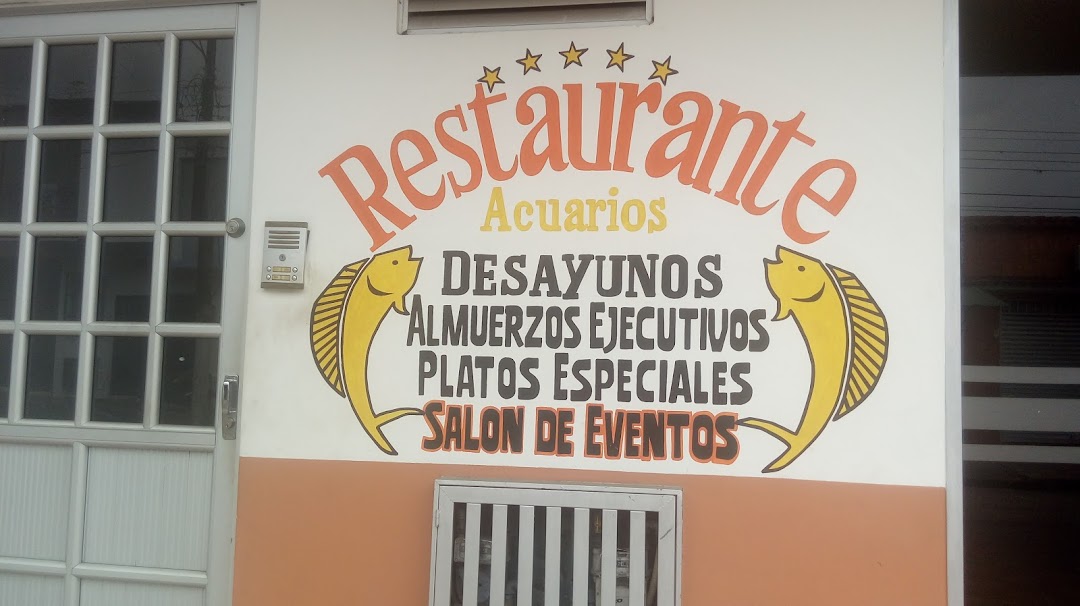 Restaurante
Acuarios
DESAYUNOS
ALMUERZOS EJECUTIVOS
PLATOS ESPECIALES
SALON DE EVENTOS